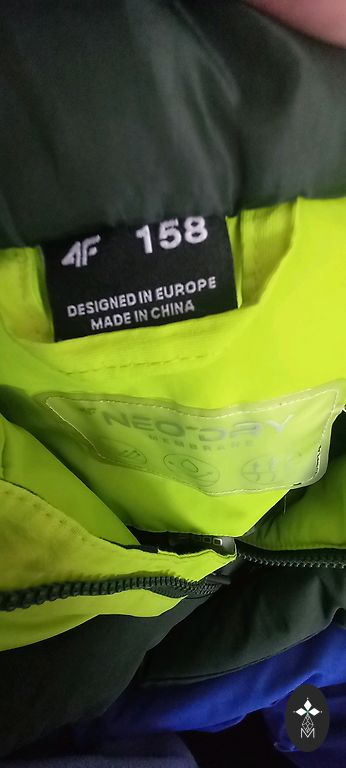 4F 158
DESIGNED IN EUROPE
MADE IN CHINA
NEO-DRY
MEMBRANE
M